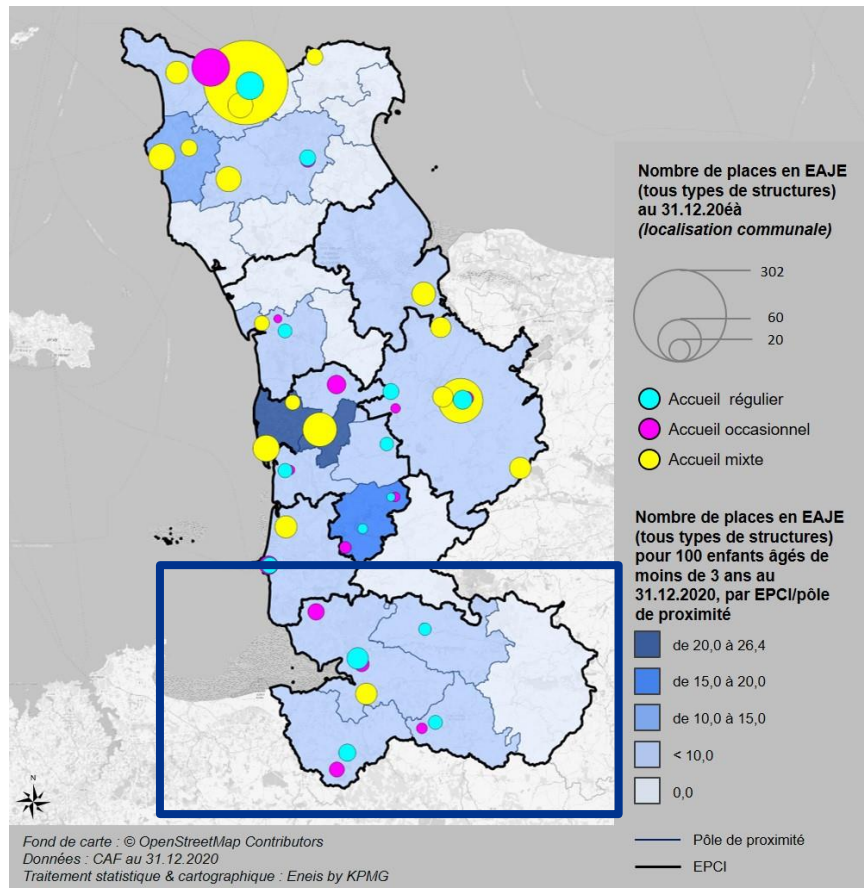 Nombre de places en EAJE
(tous types de structures)
au 31.12.20éà
(localisation communale)
302
60
20
Accueil régulier
Accueil occasionnel
Accueil mixte
Nombre de places en EAJE
(tous types de structures)
pour 100 enfants âgés de
moins de 3 ans au
31.12.2020, par EPCI/pôle
de proximité
de 20,0 à 26,4
de 15,0 à 20,0
de 10,0 à 15,0
< 10,0
0,0
Pôle de proximité
EPCI
N
Fond de carte : © OpenStreetMap Contributors
Données : CAF au 31.12.2020
Traitement statistique & cartographique : Eneis by KPMG